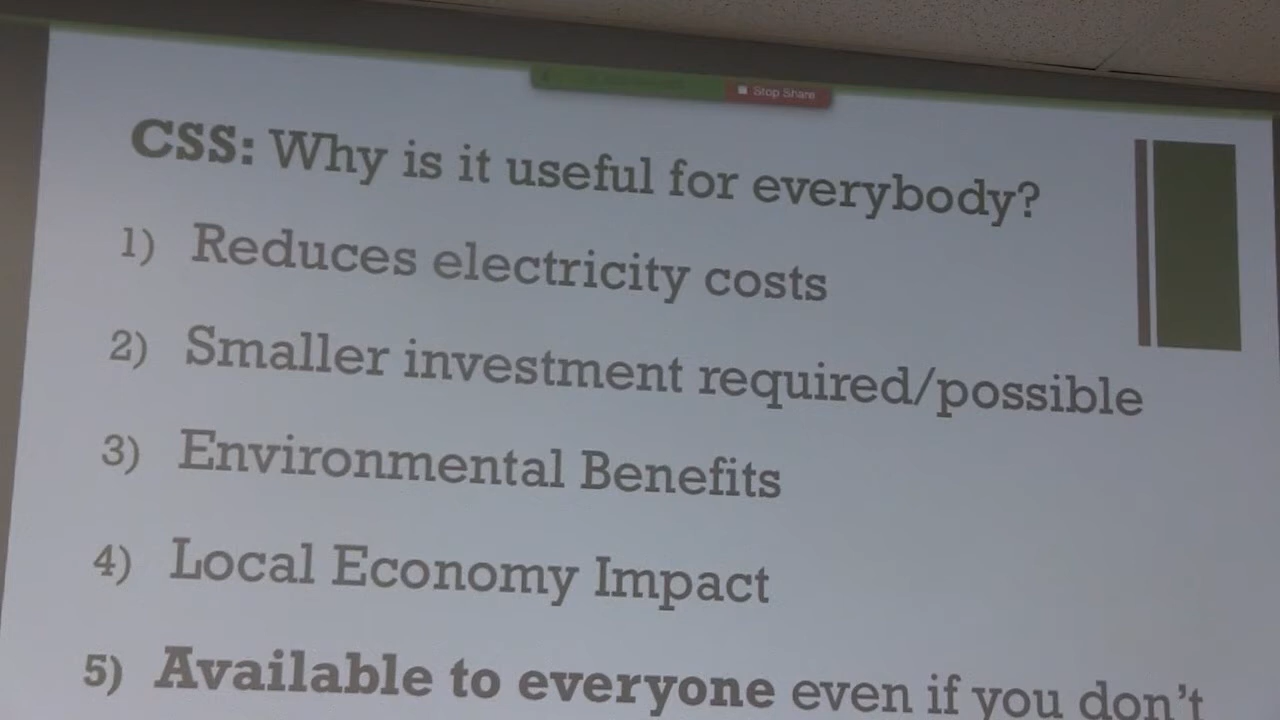 Stop Share
CSS: Why is it useful for everybody?
1) Reduces electricity costs
2) Smaller investment required/possible
3) Environmental Benefits
4) Local Economy Impact
5) Available to everyone even if you don't